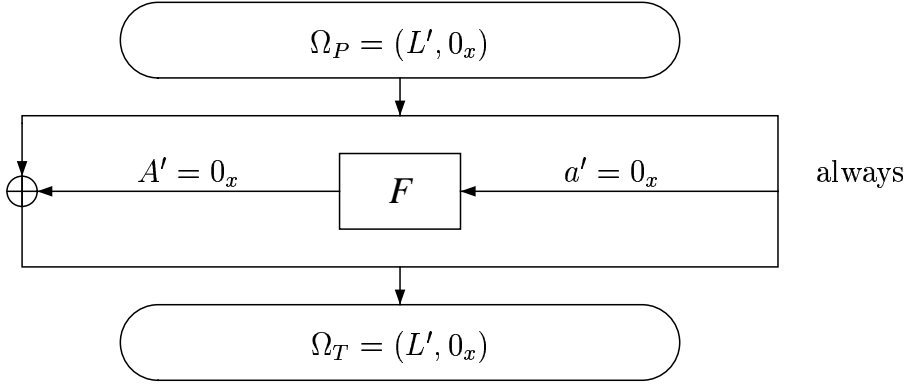 Ω_P = (L′, 0_x)
A′ = 0_x
F
a′ = 0_x
always
Ω_T = (L′, 0_x)